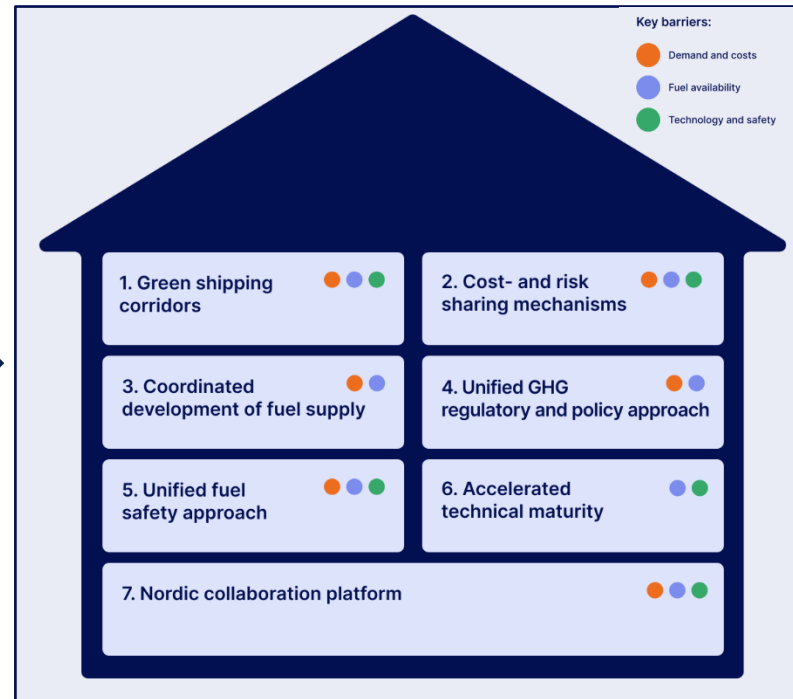 Key barriers:
Demand and costs
Fuel availability
Technology and safety
1. Green shipping
corridors
2. Cost- and risk
sharing mechanisms
3. Coordinated
development of fuel supply
4. Unified GHG
regulatory and policy approach
5. Unified fuel
safety approach
6. Accelerated
technical maturity
7. Nordic collaboration platform